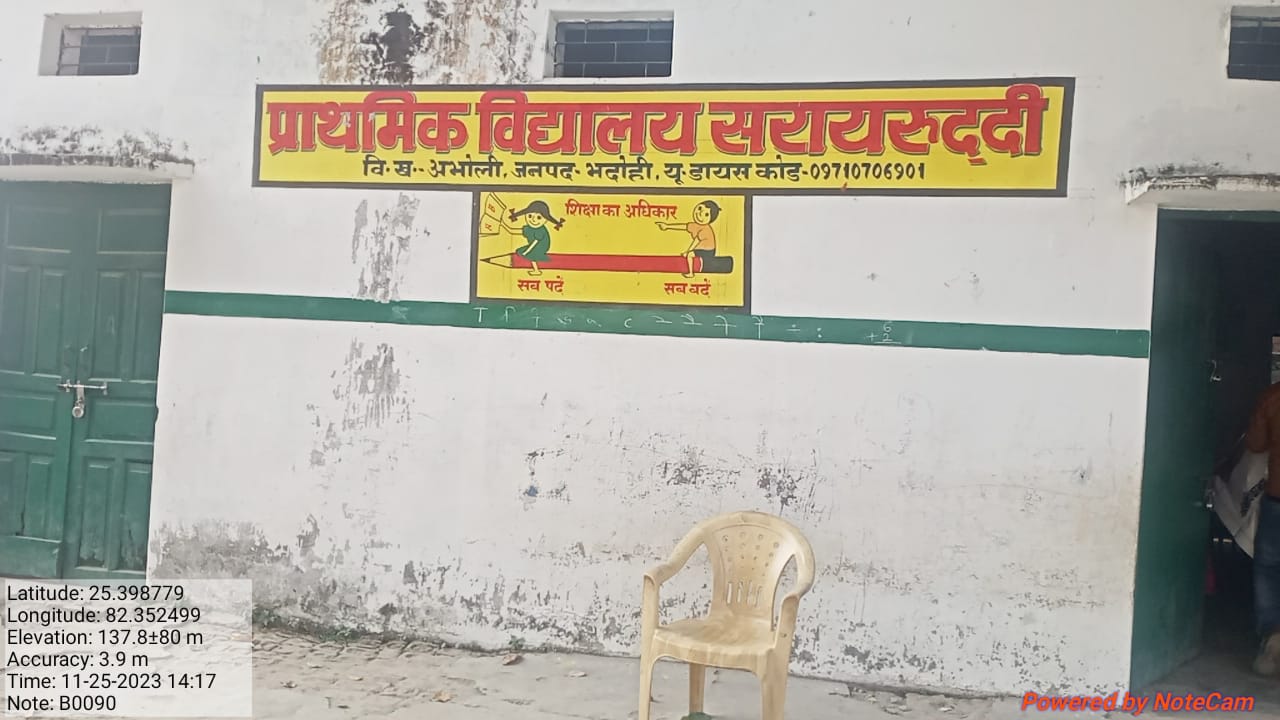 प्राथमिक विद्यालय सरायरुद्दी
वि.ख.- अभोली, जनपद- भदोही, यू डायस कोड-09710706901
शिक्षा का अधिकार
सब पढें
सब बढें
6
+2
Latitude: 25.398779
Longitude: 82.352499
Elevation: 137.8±80 m
Accuracy: 3.9 m
Time: 11-25-2023 14:17
Note: B0090
Powered by NoteCam